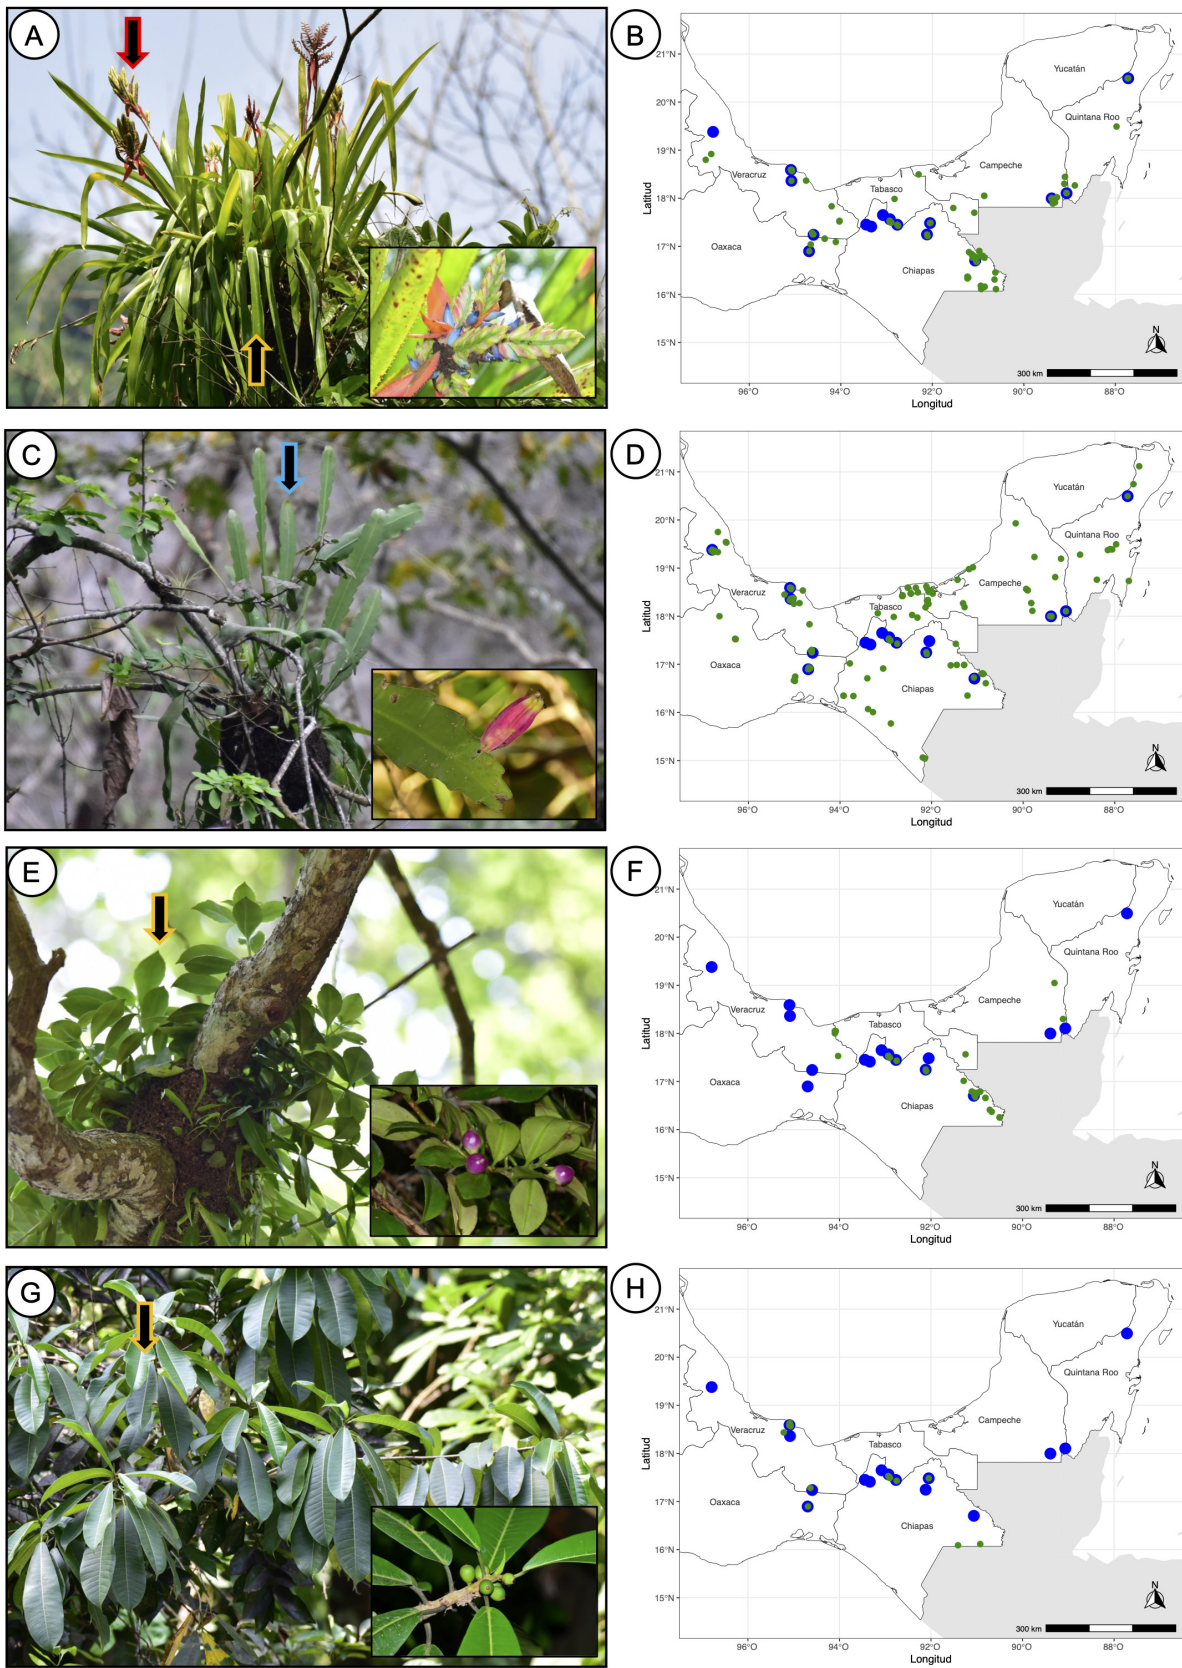 A
B
21°N
20°N
19°N
18°N
17°N
16°N
15°N
Latitud
Yucatán
Quintana Roo
Campeche
Veracruz
Tabasco
Oaxaca
Chiapas
N
300 km
96°O
94°O
92°O
90°O
88°O
Longitud
C
D
21°N
20°N
19°N
18°N
17°N
16°N
15°N
Latitud
Yucatán
Quintana Roo
Campeche
Veracruz
Tabasco
Oaxaca
Chiapas
N
300 km
96°O
94°O
92°O
90°O
88°O
Longitud
E
F
21°N
20°N
19°N
18°N
17°N
16°N
15°N
Latitud
Yucatán
Quintana Roo
Campeche
Veracruz
Tabasco
Oaxaca
Chiapas
N
300 km
96°O
94°O
92°O
90°O
88°O
Longitud
G
H
21°N
20°N
19°N
18°N
17°N
16°N
15°N
Latitud
Yucatán
Quintana Roo
Campeche
Veracruz
Tabasco
Oaxaca
Chiapas
N
300 km
96°O
94°O
92°O
90°O
88°O
Longitud